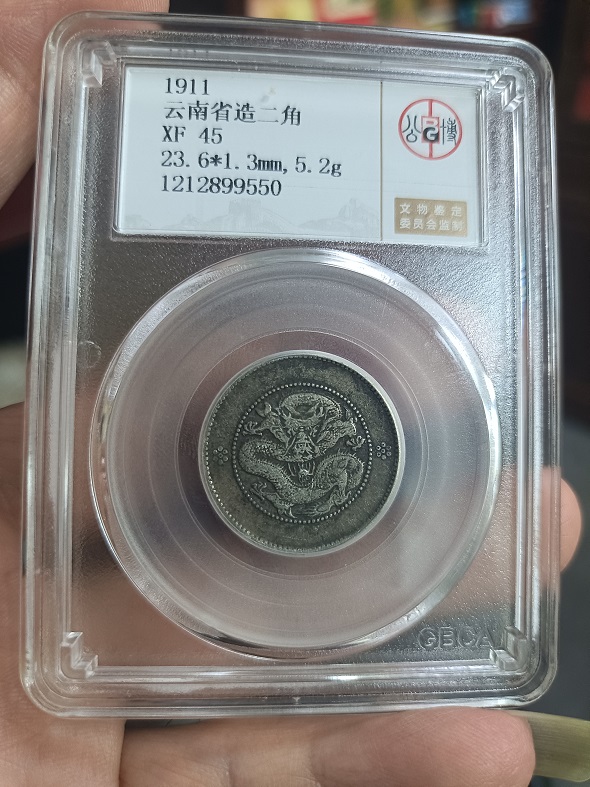 1911
云南省造二角
XF 45
23.6*1.3mm,5.2g
1212899550
公G博
文物鉴定
委员会监制
GBCA